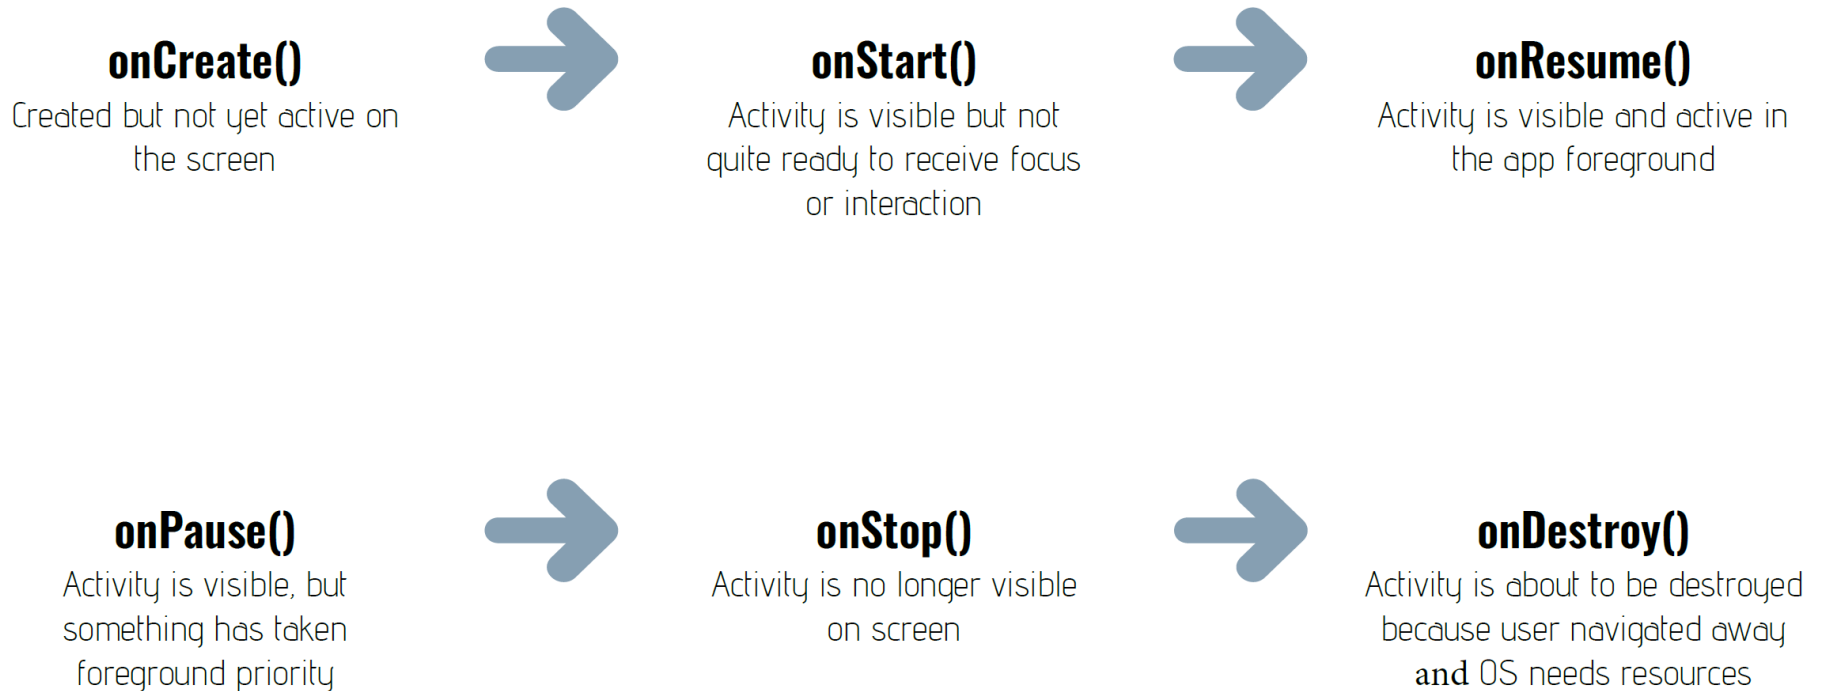 onCreate()
Created but not yet active on
the screen
onStart()
Activity is visible but not
quite ready to receive focus
or interaction
onResume()
Activity is visible and active in
the app foreground
onPause()
Activity is visible, but
something has taken
foreground priority
onStop()
Activity is no longer visible
on screen
onDestroy()
Activity is about to be destroyed
because user navigated away
and OS needs resources